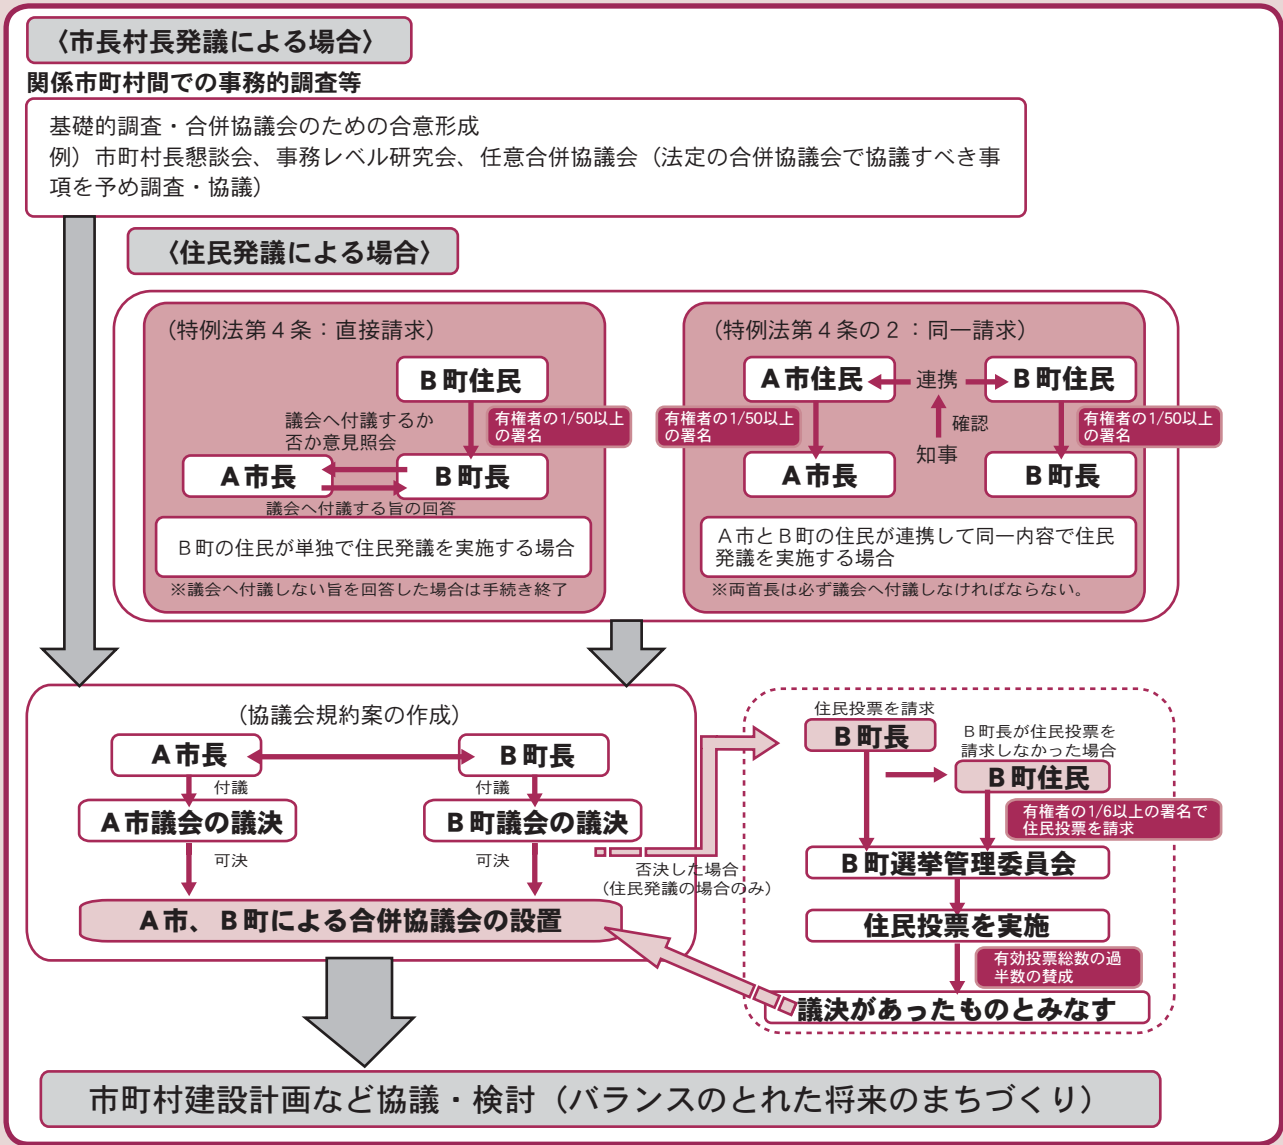 〈市長村長発議による場合〉
関係市町村間での事務的調査等
基礎的調査・合併協議会のための合意形成
例）市町村長懇談会、事務レベル研究会、任意合併協議会（法定の合併協議会で協議すべき事
項を予め調査・協議）
〈住民発議による場合〉
（特例法第４条：直接請求）
Ｂ町住民
有権者の1/50以上
の署名
議会へ付議するか
否か意見照会
Ａ市長
Ｂ町長
議会へ付議する旨の回答
Ｂ町の住民が単独で住民発議を実施する場合
※議会へ付議しない旨を回答した場合は手続き終了
（特例法第４条の２：同一請求）
Ａ市住民
連携
Ｂ町住民
有権者の1/50以上
の署名
確認
知事
有権者の1/50以上
の署名
Ａ市長
Ｂ町長
Ａ市とＢ町の住民が連携して同一内容で住民
発議を実施する場合
※両首長は必ず議会へ付議しなければならない。
（協議会規約案の作成）
Ａ市長
Ｂ町長
付議
付議
Ａ市議会の議決
Ｂ町議会の議決
可決
可決
否決した場合
（住民発議の場合のみ）
Ａ市、Ｂ町による合併協議会の設置
住民投票を請求
Ｂ町長
Ｂ町長が住民投票を
請求しなかった場合
Ｂ町住民
有権者の1/6以上の署名で
住民投票を請求
Ｂ町選挙管理委員会
住民投票を実施
有効投票総数の過
半数の賛成
議決があったものとみなす
市町村建設計画など協議・検討（バランスのとれた将来のまちづくり）